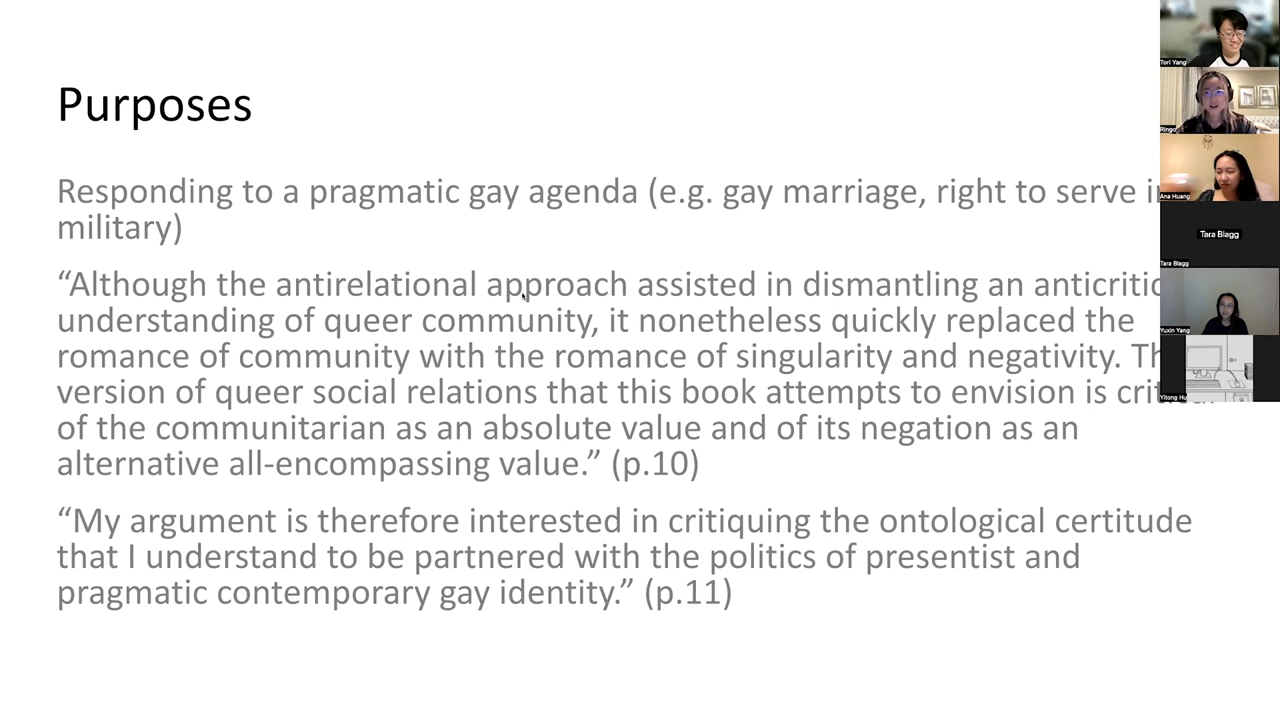 Purposes
Responding to a pragmatic gay agenda (e.g. gay marriage, right to serve
military)
“Although the antirelational approach assisted in dismantling an
understanding of queer community, it nonetheless quickly replaced the
romance of community with the romance of singularity and negativity.
version of queer social relations that this book attempts to envision is
of the communitarian as an absolute value and of its negation as an
alternative all-encompassing value.” (p.10)
“My argument is therefore interested in critiquing the ontological certitude
that I understand to be partnered with the politics of presentist and
pragmatic contemporary gay identity.” (p.11)
Tori Yang
Ringo
Ana Huang
Tara Blagg
Tara Blagg
Yuxin Yang
Yitong